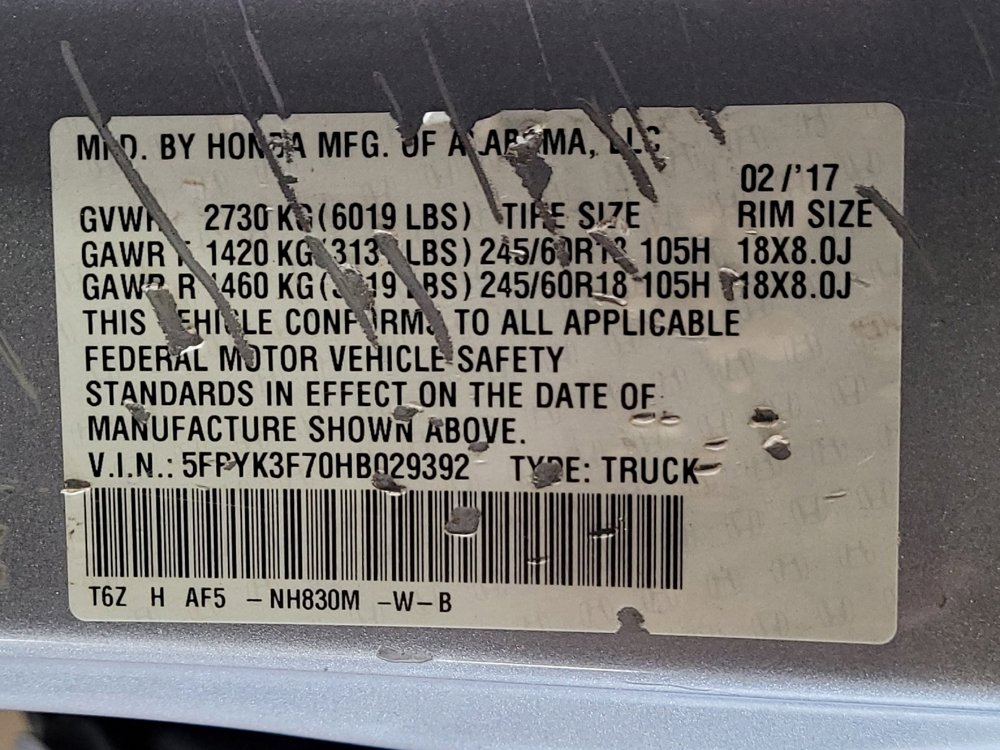 MFD. BY HONDA MFG. OF ALABAMA, LLC
02/'17
GVWR 2730 KG (6019 LBS) TIRE SIZE RIM SIZE
GAWR F 1420 KG ( LBS) 245/60R18 105H 18X8.0J
GAWR R 1460 KG ( LBS) 245/60R18 105H 18X8.0J
THIS VEHICLE CONFORMS TO ALL APPLICABLE
FEDERAL MOTOR VEHICLE SAFETY
STANDARDS IN EFFECT ON THE DATE OF
MANUFACTURE SHOWN ABOVE.
V.I.N.: 5FPYK3F70HB029392 TYPE: TRUCK
T6Z H AF5 -NH830M -W-B